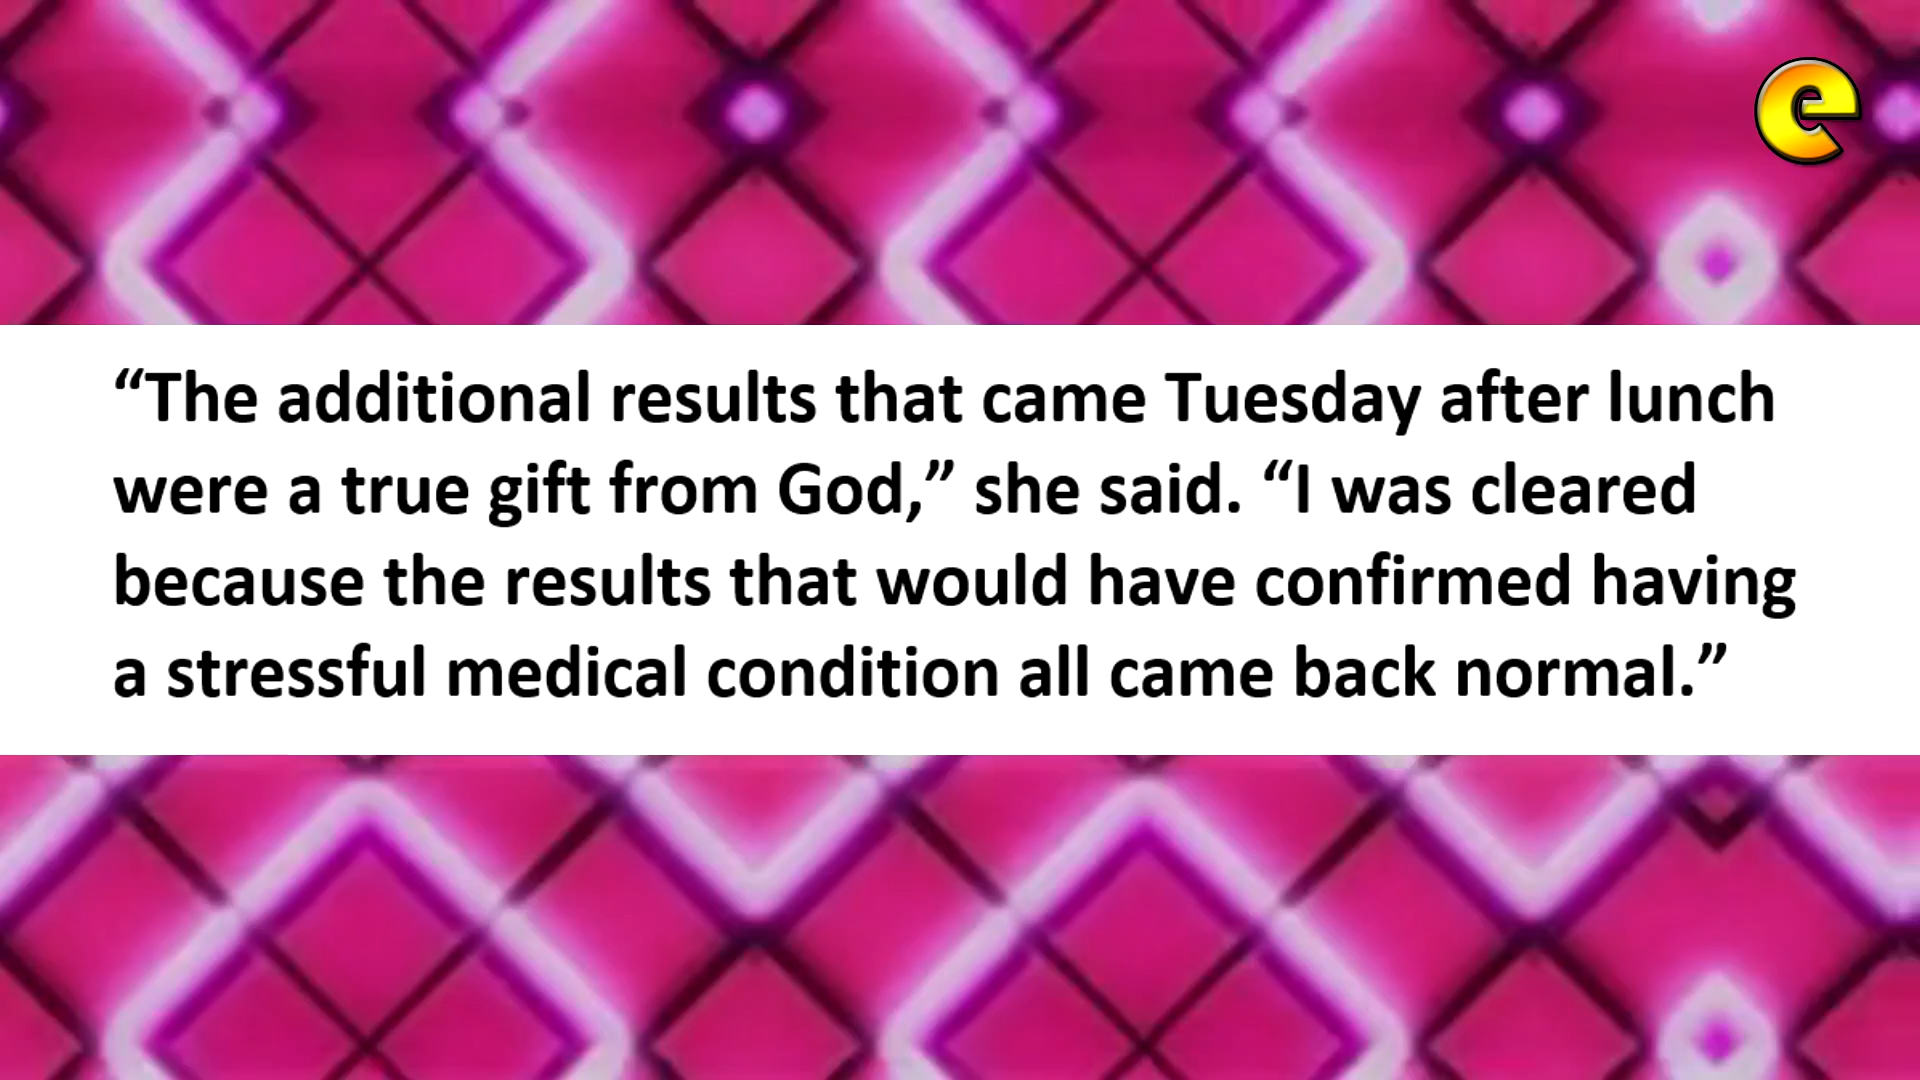 e
“The additional results that came Tuesday after lunch
were a true gift from God,” she said. “I was cleared
because the results that would have confirmed having
a stressful medical condition all came back normal.”